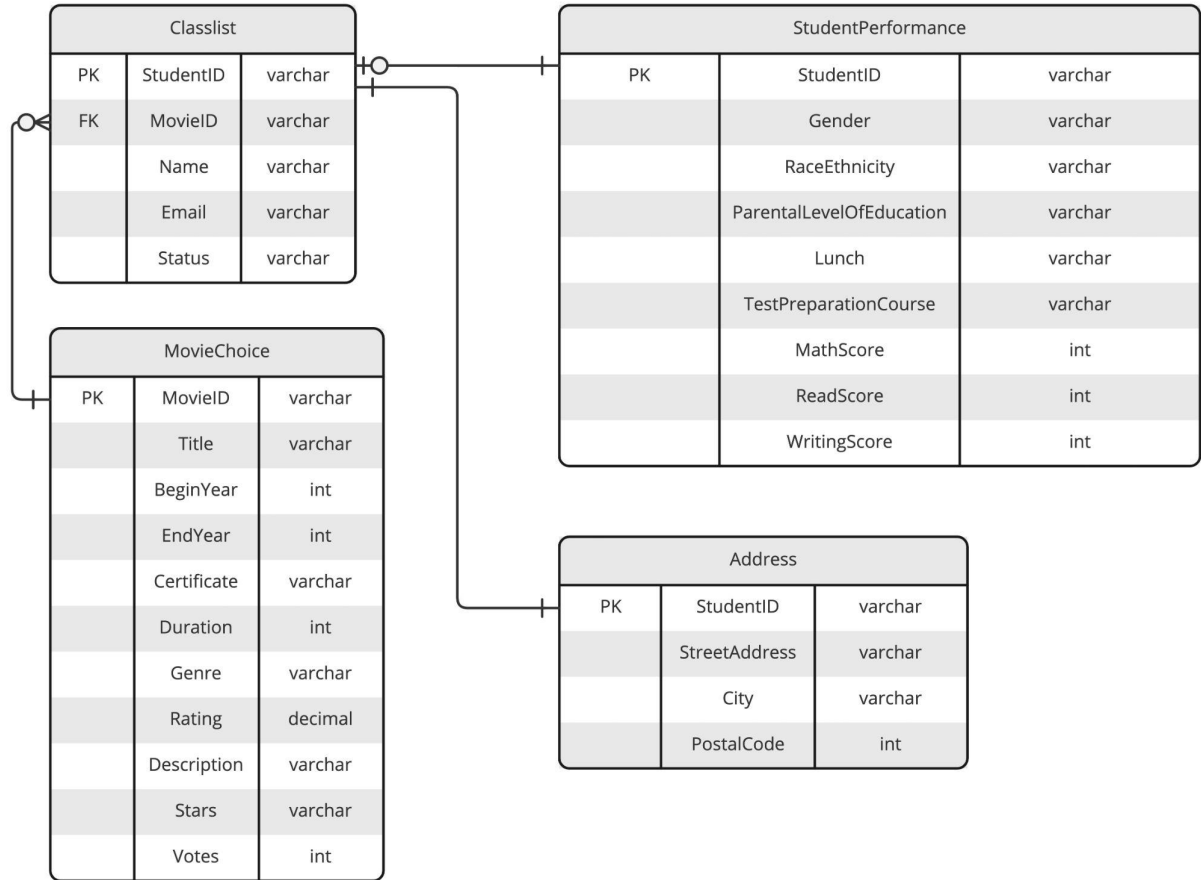 Classlist
PK StudentID varchar
FK MovieID varchar
Name varchar
Email varchar
Status varchar
StudentPerformance
PK StudentID varchar
Gender varchar
RaceEthnicity varchar
ParentalLevelOfEducation varchar
Lunch varchar
TestPreparationCourse varchar
MathScore int
ReadScore int
WritingScore int
MovieChoice
PK MovieID varchar
Title varchar
BeginYear int
EndYear int
Certificate varchar
Duration int
Genre varchar
Rating decimal
Description varchar
Stars varchar
Votes int
Address
PK StudentID varchar
StreetAddress varchar
City varchar
PostalCode int